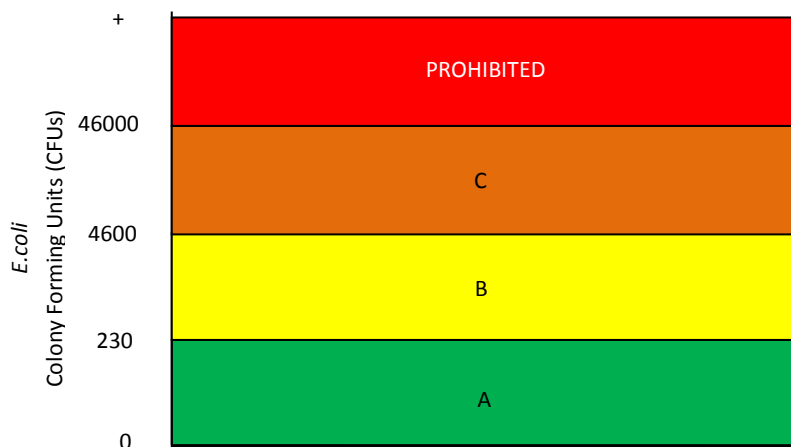 +
PROHIBITED
46000
C
4600
B
230
A
0
E.coli
Colony Forming Units (CFUs)